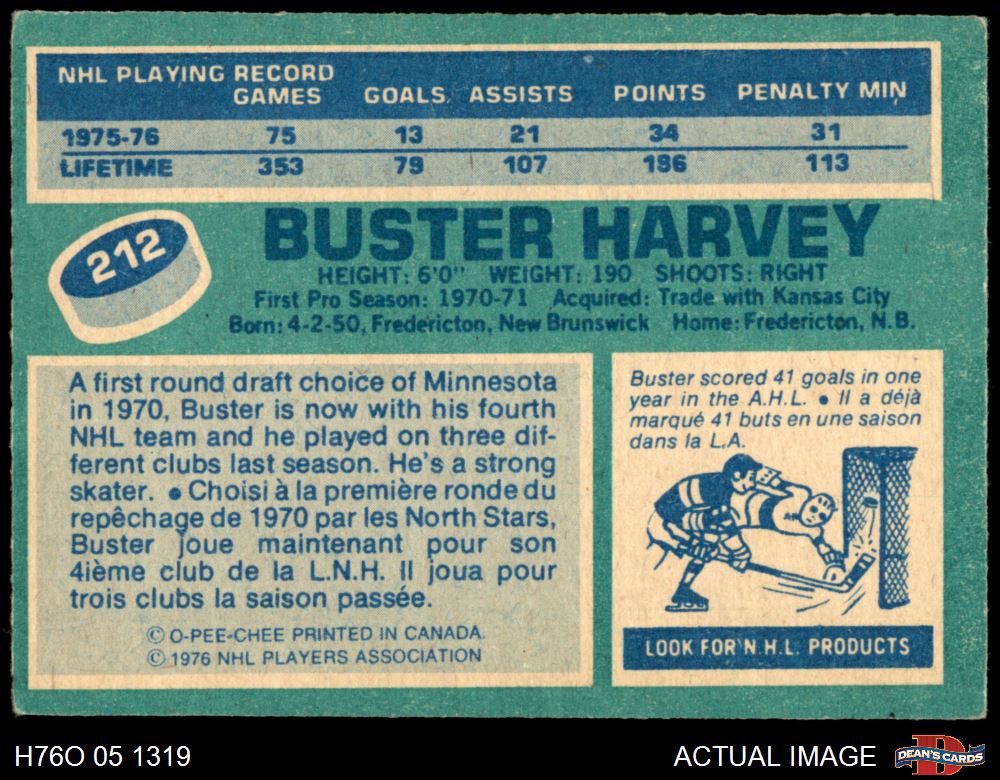 NHL PLAYING RECORD
GAMES GOALS ASSISTS POINTS PENALTY MIN
1975-76 75 13 21 34 31
LIFETIME 353 79 107 186 113
212
BUSTER HARVEY
HEIGHT: 6'0" WEIGHT: 190 SHOOTS: RIGHT
First Pro Season: 1970-71 Acquired: Trade with Kansas City
Born: 4-2-50, Fredericton, New Brunswick Home: Fredericton, N.B.
A first round draft choice of Minnesota
in 1970, Buster is now with his fourth
NHL team and he played on three dif-
ferent clubs last season. He's a strong
skater. • Choisi à la première ronde du
repêchage de 1970 par les North Stars,
Buster joue maintenant pour son
4ième club de la L.N.H. Il joua pour
trois clubs la saison passée.
© O-PEE-CHEE PRINTED IN CANADA.
© 1976 NHL PLAYERS ASSOCIATION
Buster scored 41 goals in one
year in the A.H.L. • Il a déjà
marqué 41 buts en une saison
dans la L.A.
LOOK FOR N.H.L. PRODUCTS
H76O 05 1319
ACTUAL IMAGE
DEAN'S CARDS